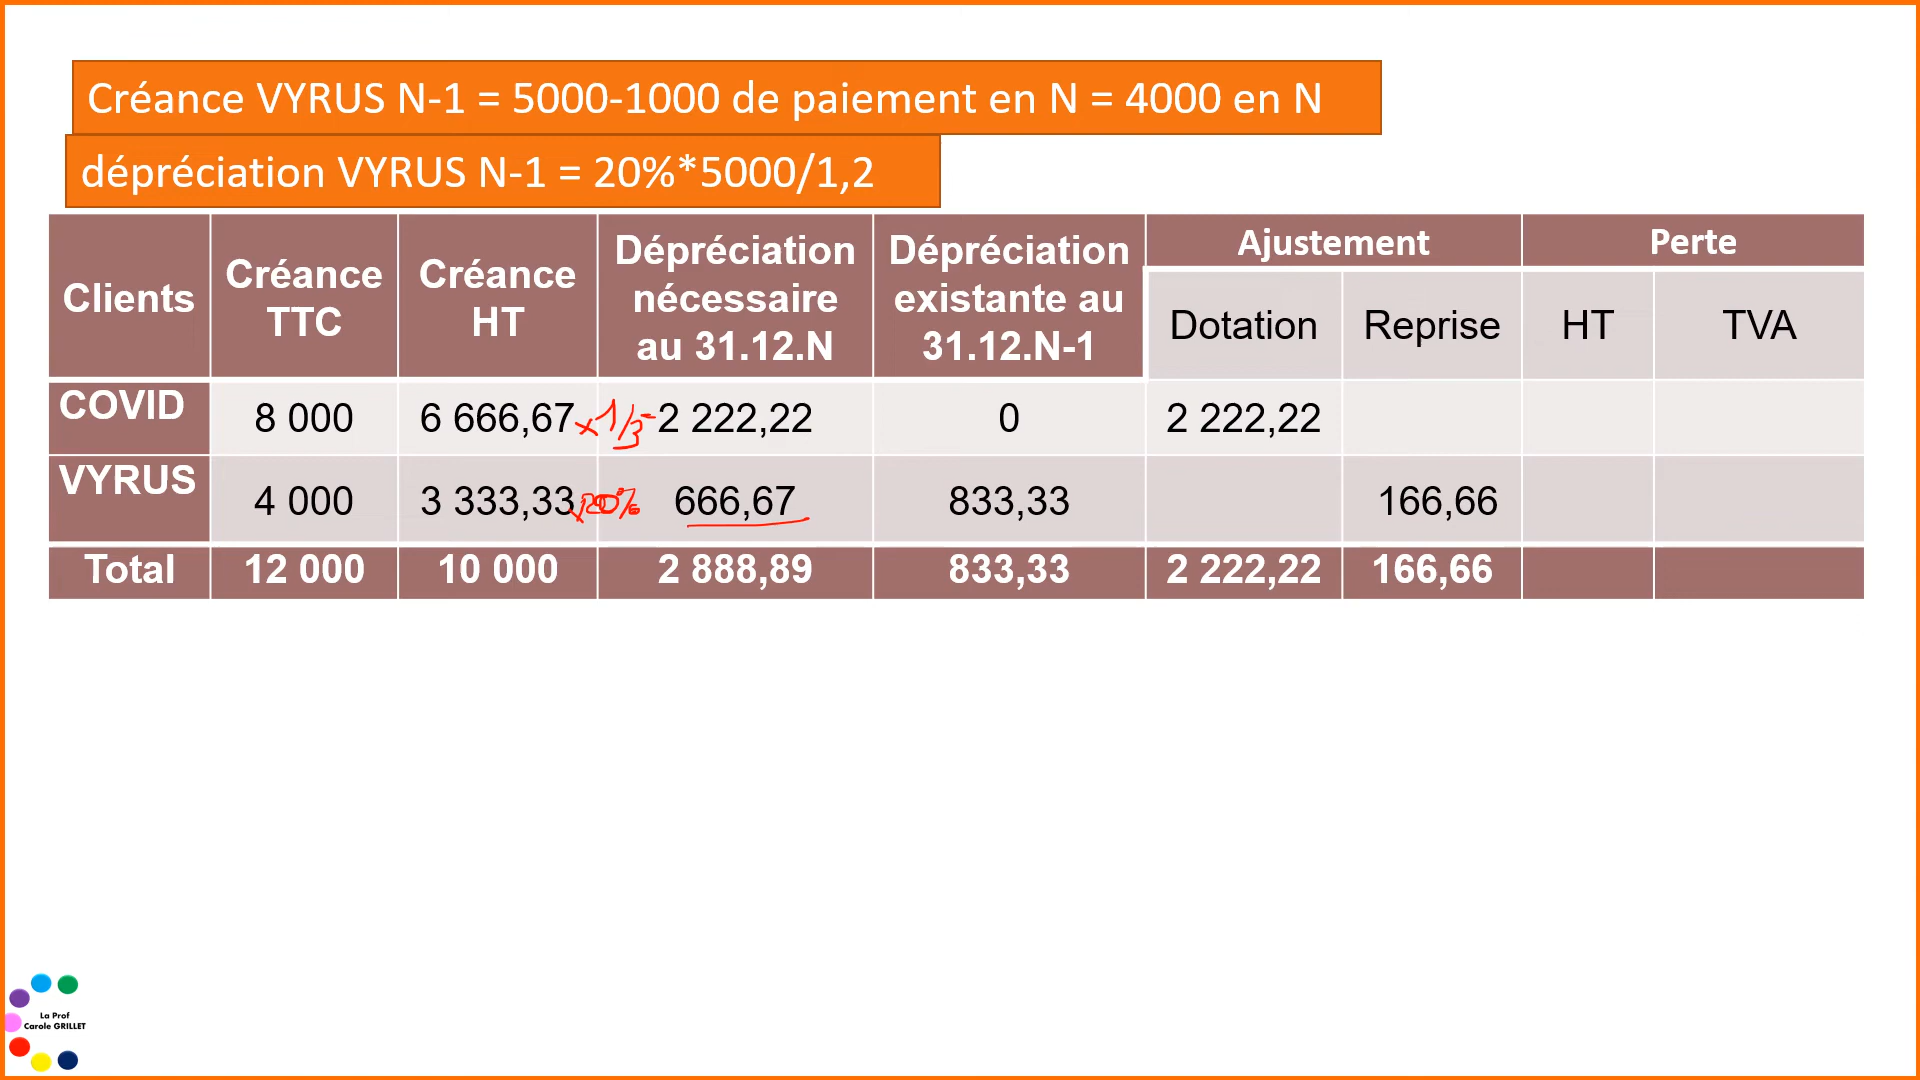 Créance VYRUS N-1 = 5000-1000 de paiement en N = 4000 en N
dépréciation VYRUS N-1 = 20%*5000/1,2
Clients Créance TTC Créance HT Dépréciation nécessaire au 31.12.N Dépréciation existante au 31.12.N-1 Ajustement Perte
Dotation Reprise HT TVA
COVID 8 000 6 666,67 x 1/3 = 2 222,22 0 2 222,22
VYRUS 4 000 3 333,33 x20% 666,67 833,33 166,66
Total 12 000 10 000 2 888,89 833,33 2 222,22 166,66
La Prof
Carole GRILLET